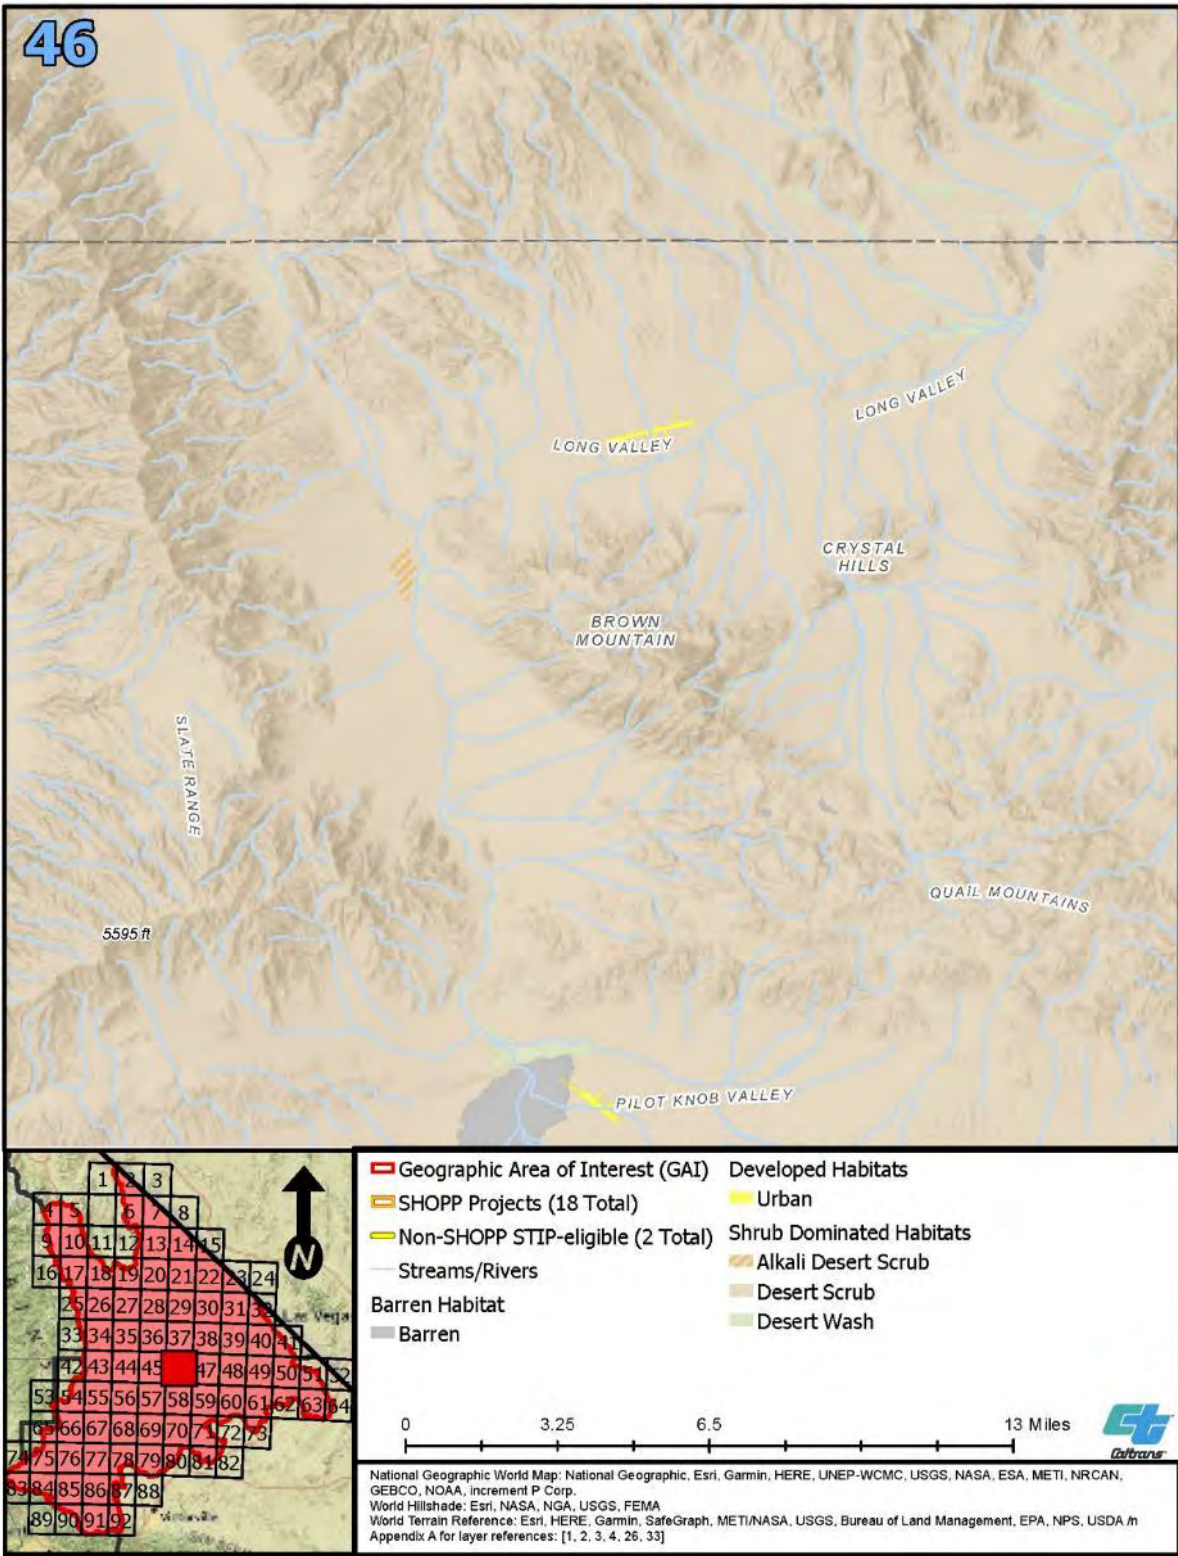 46
LONG VALLEY
LONG VALLEY
CRYSTAL
HILLS
BROWN
MOUNTAIN
SLATE RANGE
QUAIL MOUNTAINS
5595 ft
PILOT KNOB VALLEY
1 2 3
4 5 6 7 8
9 10 11 12 13 14 15
16 17 18 19 20 21 22 23 24
25 26 27 28 29 30 31 32
Las Vega
33 34 35 36 37 38 39 40 41
42 43 44 45 47 48 49 50 51 52
53 54 55 56 57 58 59 60 61 62 63 64
65 66 67 68 69 70 71 72 73
74 75 76 77 78 79 80 81 82
83 84 85 86 87 88
89 90 91 92
N
Geographic Area of Interest (GAI)
SHOPP Projects (18 Total)
Non-SHOPP STIP-eligible (2 Total)
Streams/Rivers
Barren Habitat
Barren
Developed Habitats
Urban
Shrub Dominated Habitats
Alkali Desert Scrub
Desert Scrub
Desert Wash
0 3.25 6.5 13 Miles
Caltrans
National Geographic World Map: National Geographic, Esri, Garmin, HERE, UNEP-WCMC, USGS, NASA, ESA, METI, NRCAN,
GEBCO, NOAA, increment P Corp.
World Hillshade: Esri, NASA, NGA, USGS, FEMA
World Terrain Reference: Esri, HERE, Garmin, SafeGraph, METI/NASA, USGS, Bureau of Land Management, EPA, NPS, USDA /n
Appendix A for layer references: [1, 2, 3, 4, 26, 33]